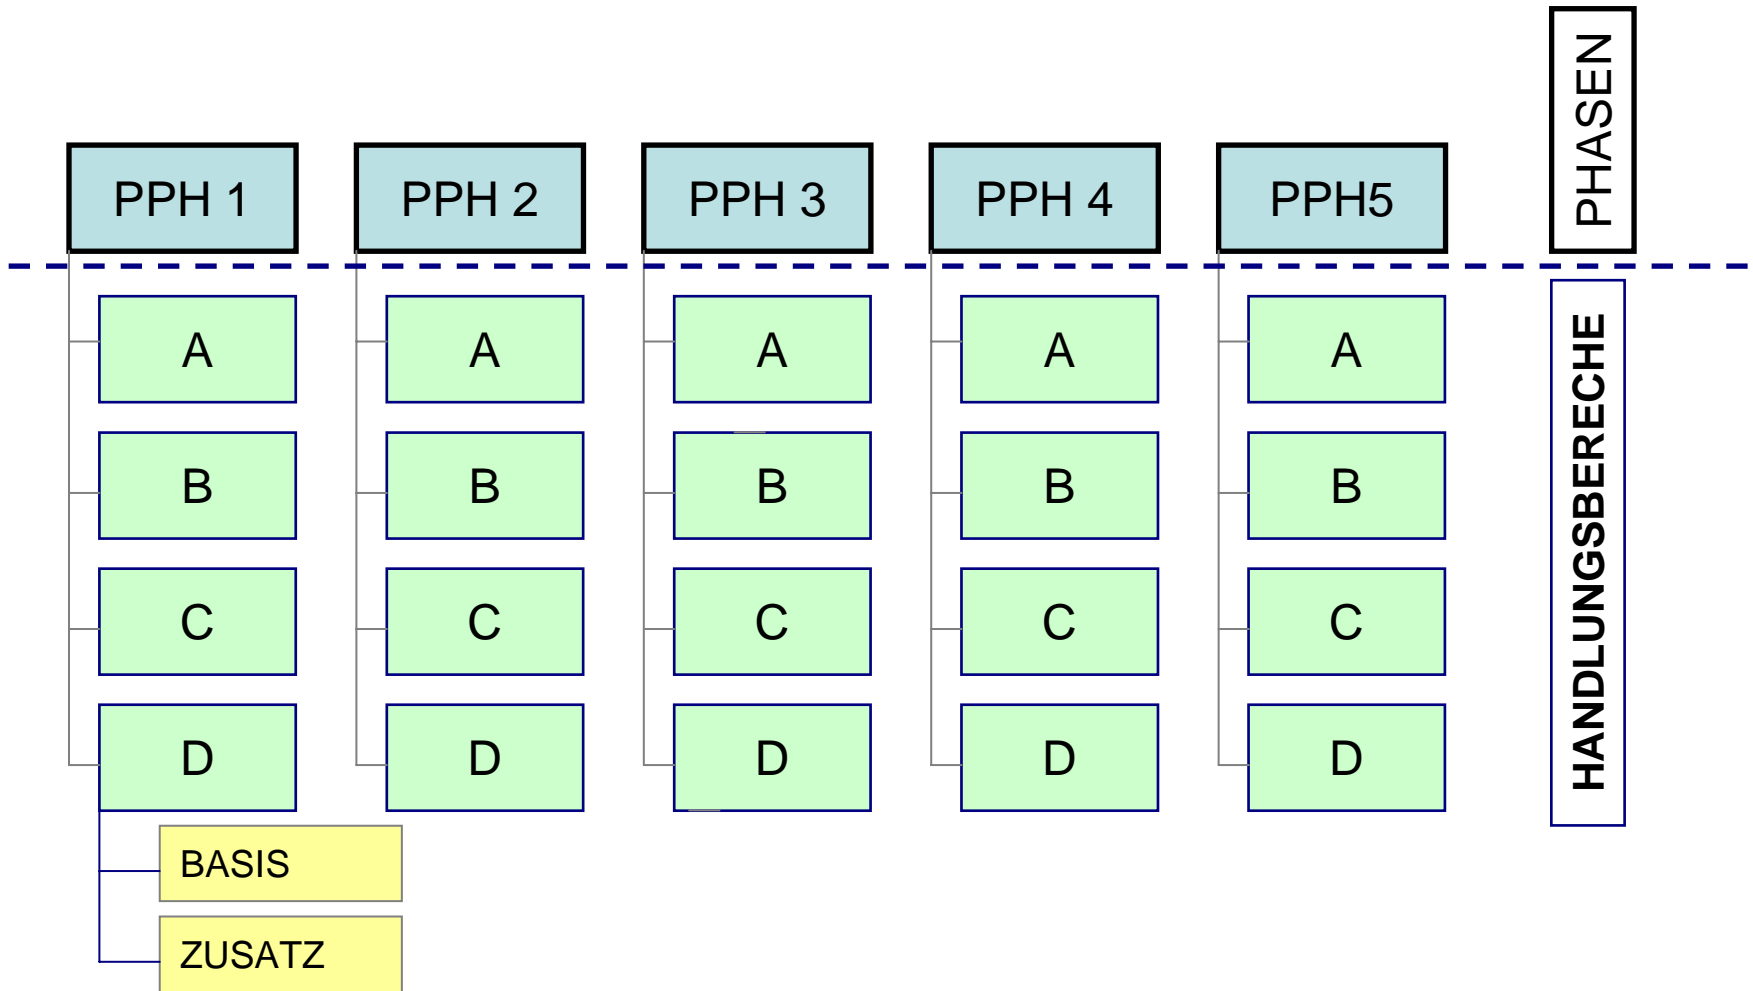 PHASEN
PPH 1 PPH 2 PPH 3 PPH 4 PPH5
HANDLUNGSBERECHE
A A A A A
B B B B B
C C C C C
D D D D D
BASIS
ZUSATZ